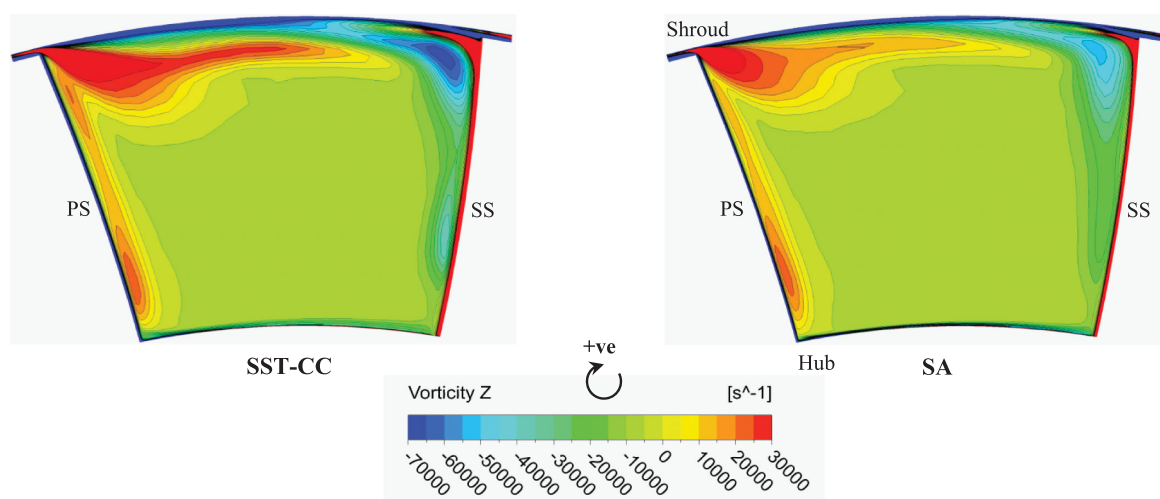 Shroud
PS
SS
PS
SS
Hub
SST-CC
+ve
SA
Vorticity Z
[s^-1]
-70000
-60000
-50000
-40000
-30000
-20000
-10000
0
10000
20000
30000